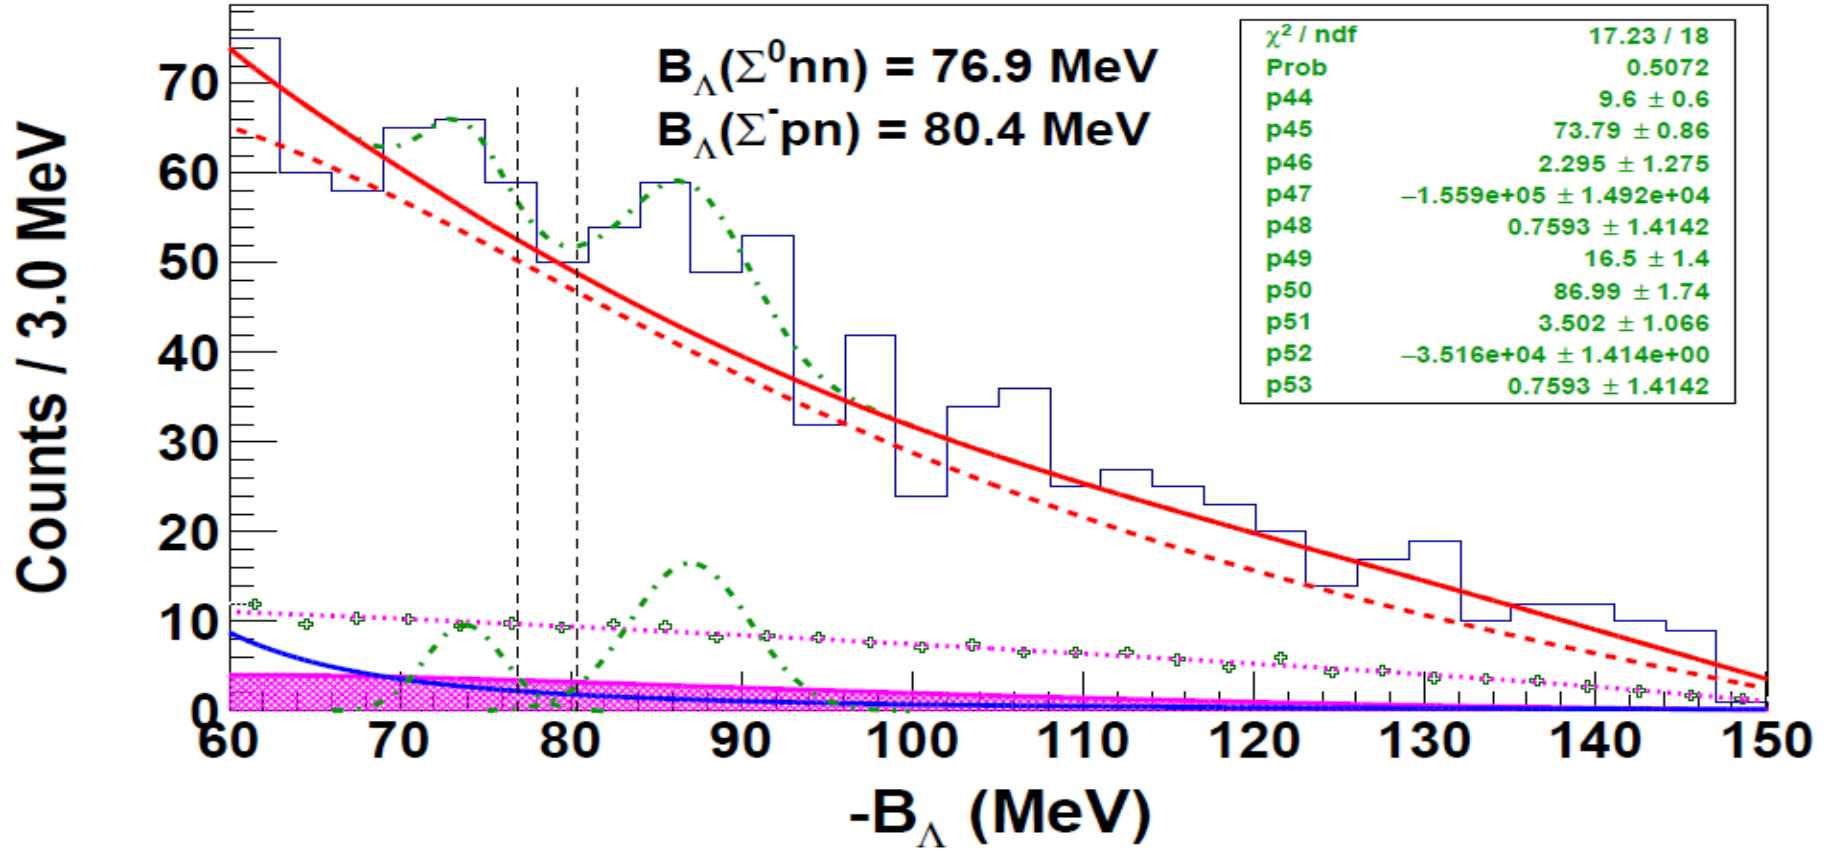 B_Λ(Σ⁰nn) = 76.9 MeV
B_Λ(Σ⁻pn) = 80.4 MeV
χ² / ndf 17.23 / 18
Prob 0.5072
p44 9.6 ± 0.6
p45 73.79 ± 0.86
p46 2.295 ± 1.275
p47 −1.559e+05 ± 1.492e+04
p48 0.7593 ± 1.4142
p49 16.5 ± 1.4
p50 86.99 ± 1.74
p51 3.502 ± 1.066
p52 −3.516e+04 ± 1.414e+00
p53 0.7593 ± 1.4142
Counts / 3.0 MeV
70
60
50
40
30
20
10
0
60 70 80 90 100 110 120 130 140 150
-B_Λ (MeV)